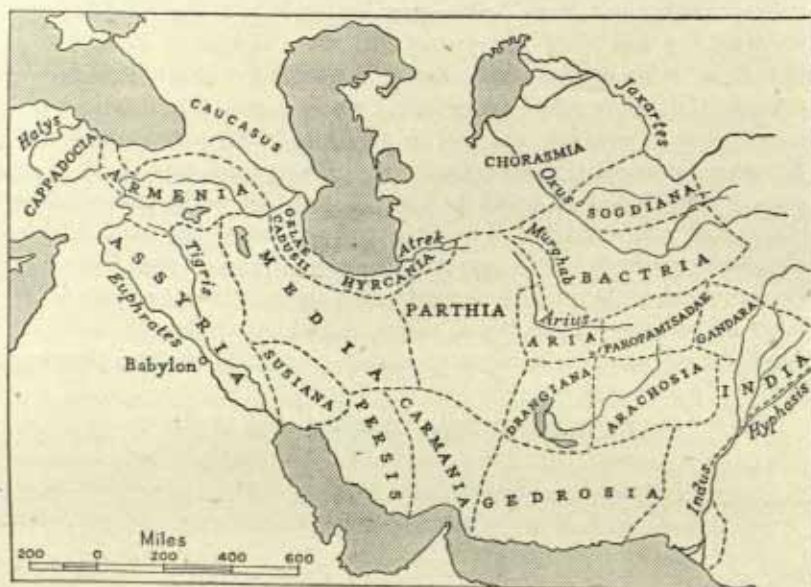 Halys
CAPPADOCIA
CAUCASUS
ARMENIA
GELAE
CADUSII
HYRCANIA
Atrek
CHORASMIA
Jaxartes
Oxus
SOGDIANA
Murghab
BACTRIA
ASSYRIA
Tigris
Euphrates
Babylon
MEDIA
PARTHIA
Arius
ARIA
PAROPAMISADAE
GANDARA
SUSIANA
PERSIS
CARMANIA
DRANGIANA
ARACHOSIA
INDIA
Hyphasis
GEDROSIA
Indus
Miles
200 0 200 400 600